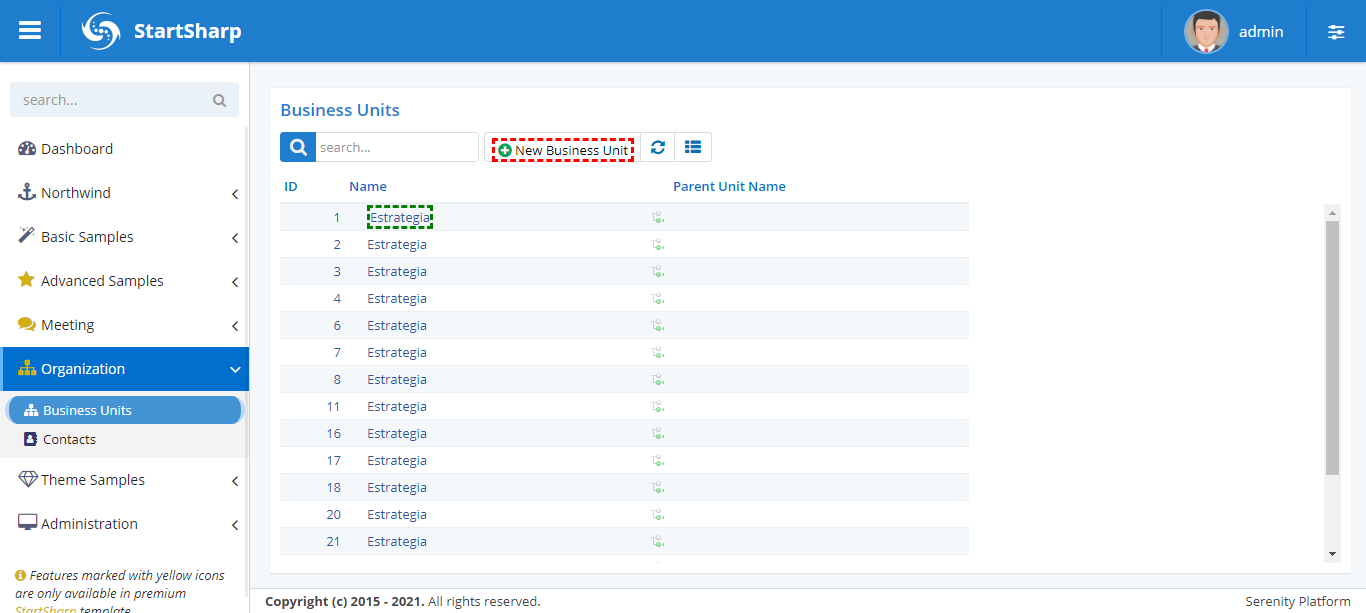 StartSharp
admin
search...
Dashboard
Northwind
Basic Samples
Advanced Samples
Meeting
Organization
Business Units
Contacts
Theme Samples
Administration
Features marked with yellow icons
are only available in premium
StartSharp template
Business Units
search...
New Business Unit
ID Name Parent Unit Name
1 Estrategia
2 Estrategia
3 Estrategia
4 Estrategia
6 Estrategia
7 Estrategia
8 Estrategia
11 Estrategia
16 Estrategia
17 Estrategia
18 Estrategia
20 Estrategia
21 Estrategia
Copyright (c) 2015 - 2021. All rights reserved.
Serenity Platform